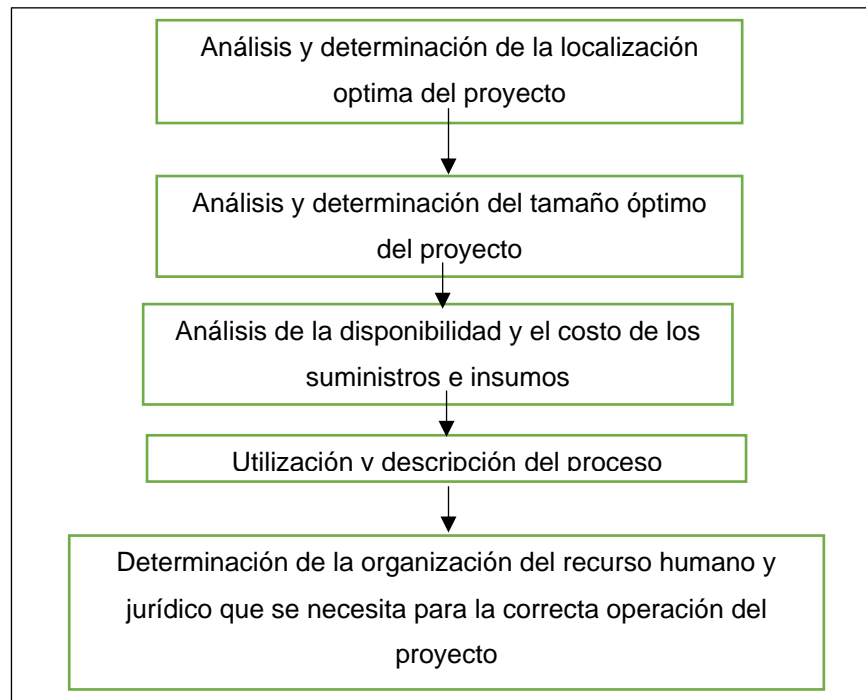 Análisis y determinación de la localización
optima del proyecto
Análisis y determinación del tamaño óptimo
del proyecto
Análisis de la disponibilidad y el costo de los
suministros e insumos
Utilización y descripción del proceso
Determinación de la organización del recurso humano y
jurídico que se necesita para la correcta operación del
proyecto